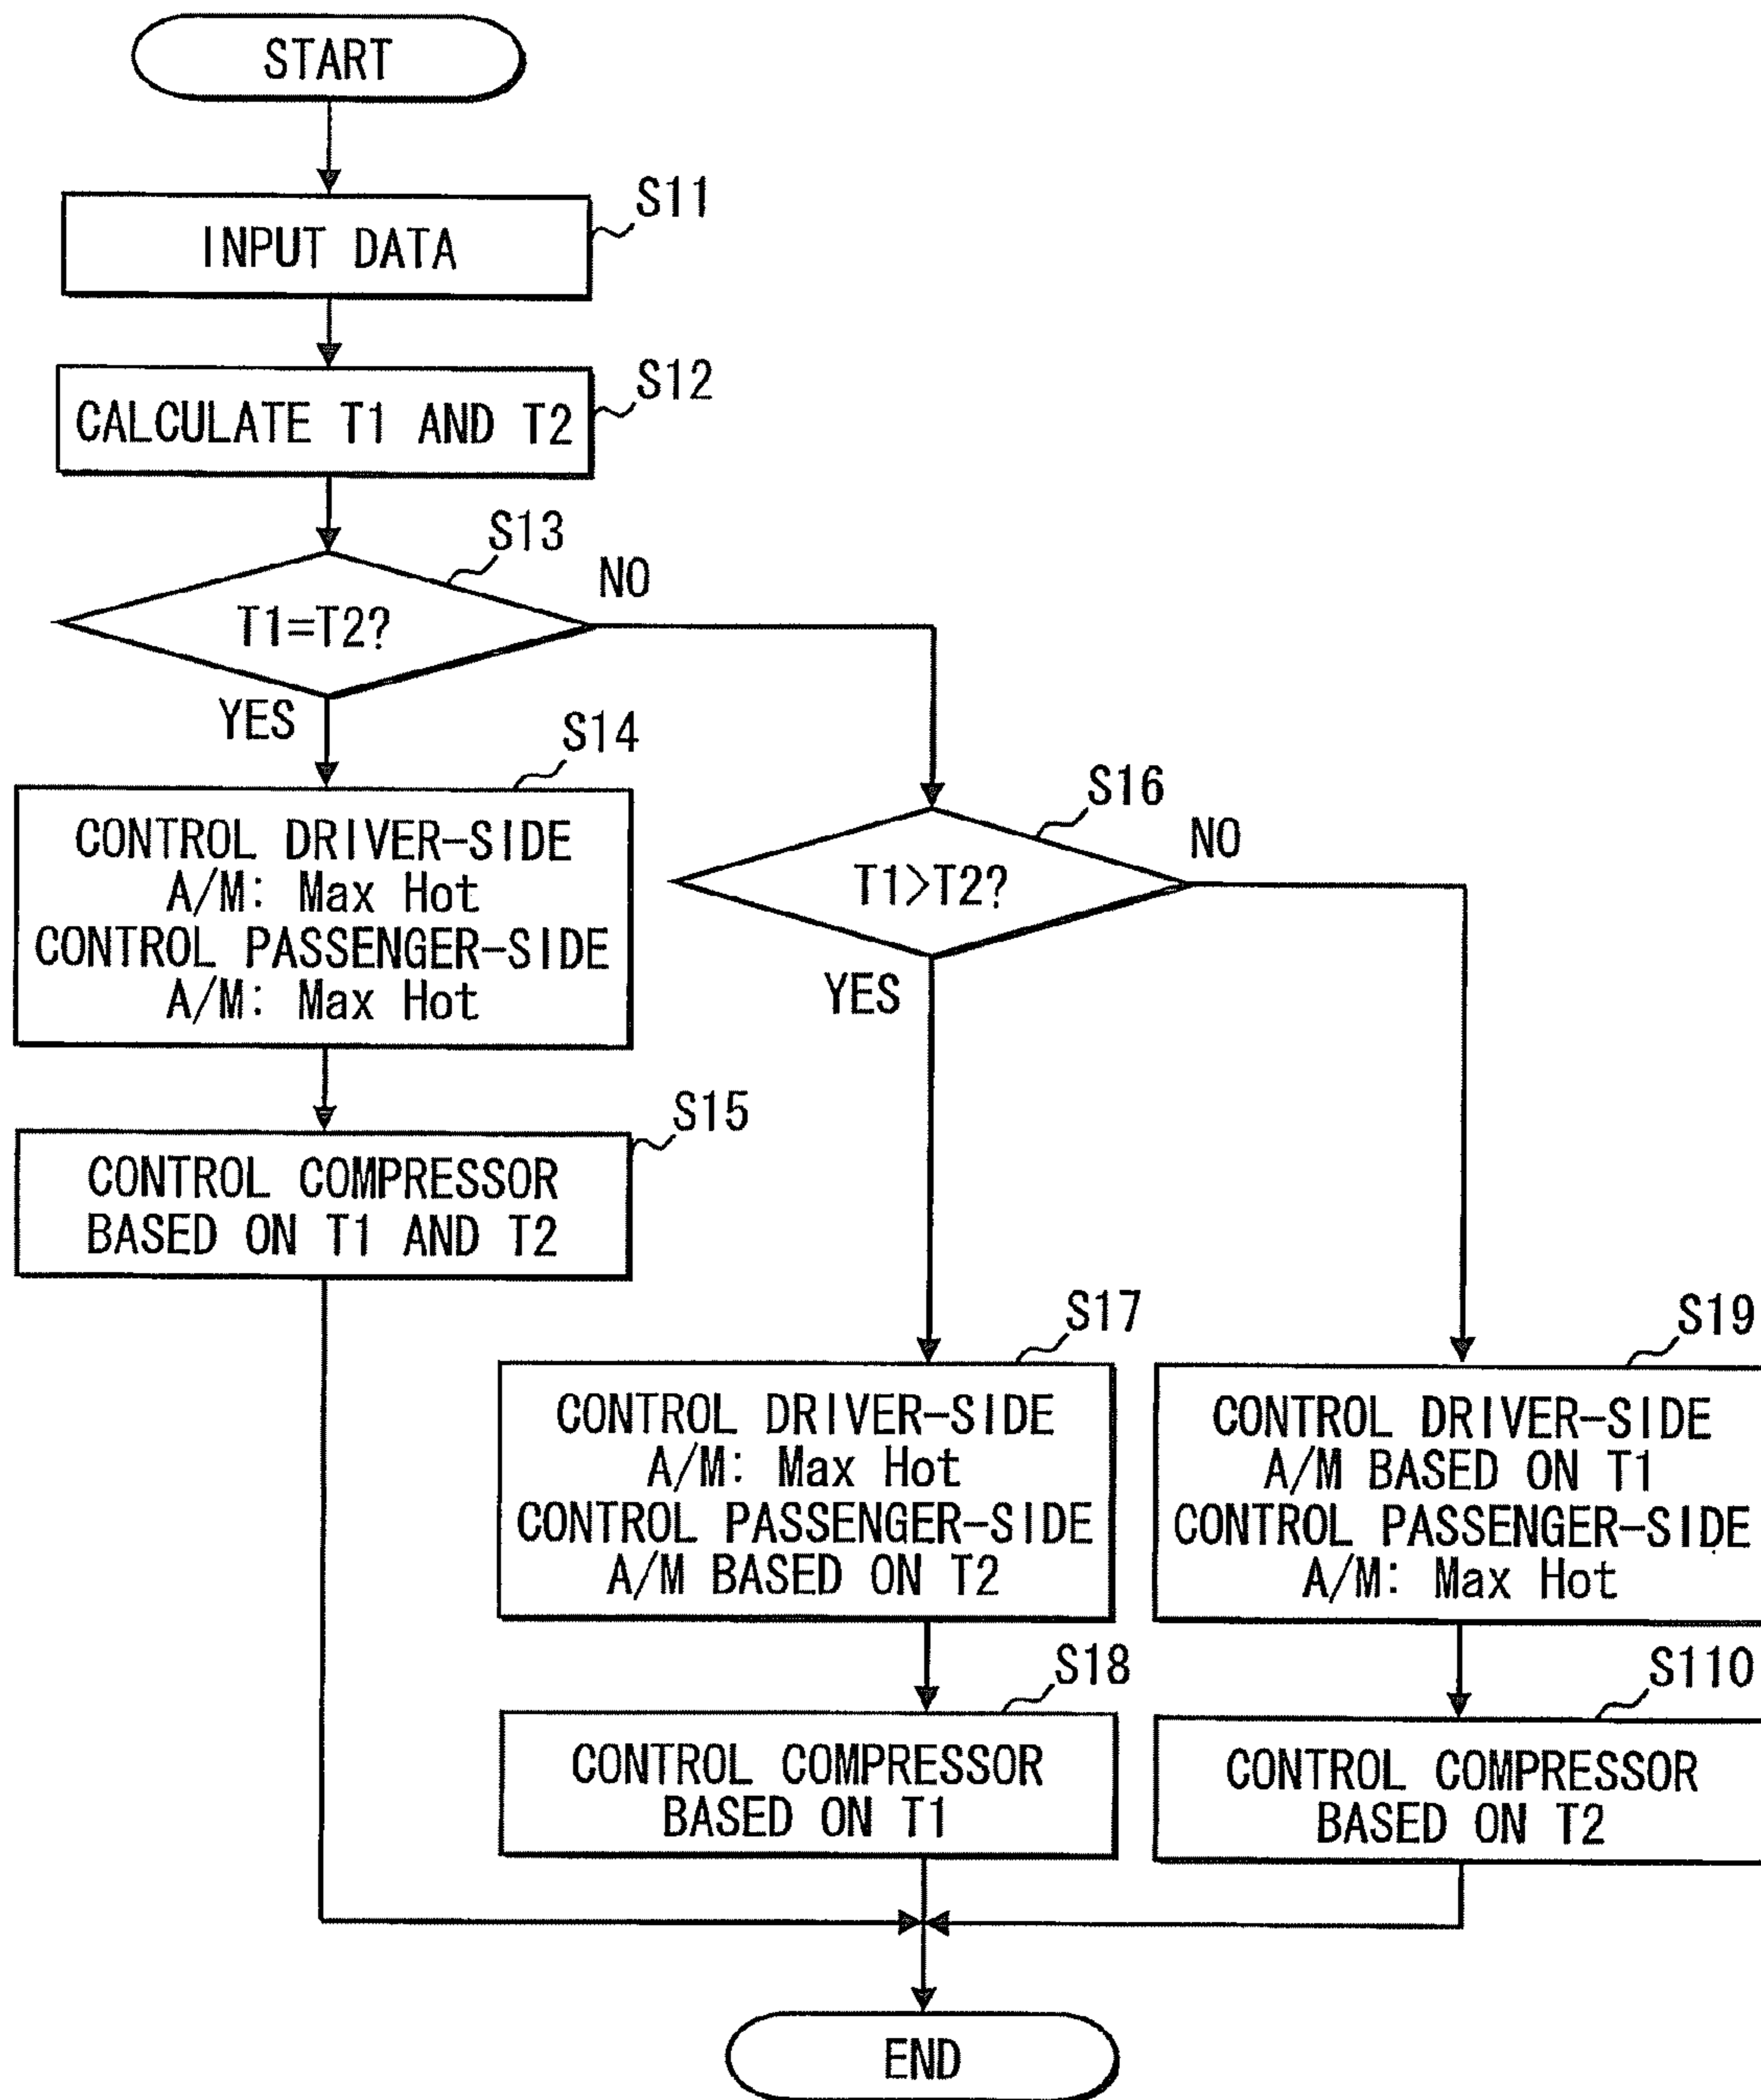 START
S11
INPUT DATA
S12
CALCULATE T1 AND T2
S13
T1=T2?
NO
YES
S14
CONTROL DRIVER-SIDE
A/M: Max Hot
CONTROL PASSENGER-SIDE
A/M: Max Hot
S15
CONTROL COMPRESSOR
BASED ON T1 AND T2
S16
T1>T2?
NO
YES
S17
CONTROL DRIVER-SIDE
A/M: Max Hot
CONTROL PASSENGER-SIDE
A/M BASED ON T2
S18
CONTROL COMPRESSOR
BASED ON T1
S19
CONTROL DRIVER-SIDE
A/M BASED ON T1
CONTROL PASSENGER-SIDE
A/M: Max Hot
S110
CONTROL COMPRESSOR
BASED ON T2
END